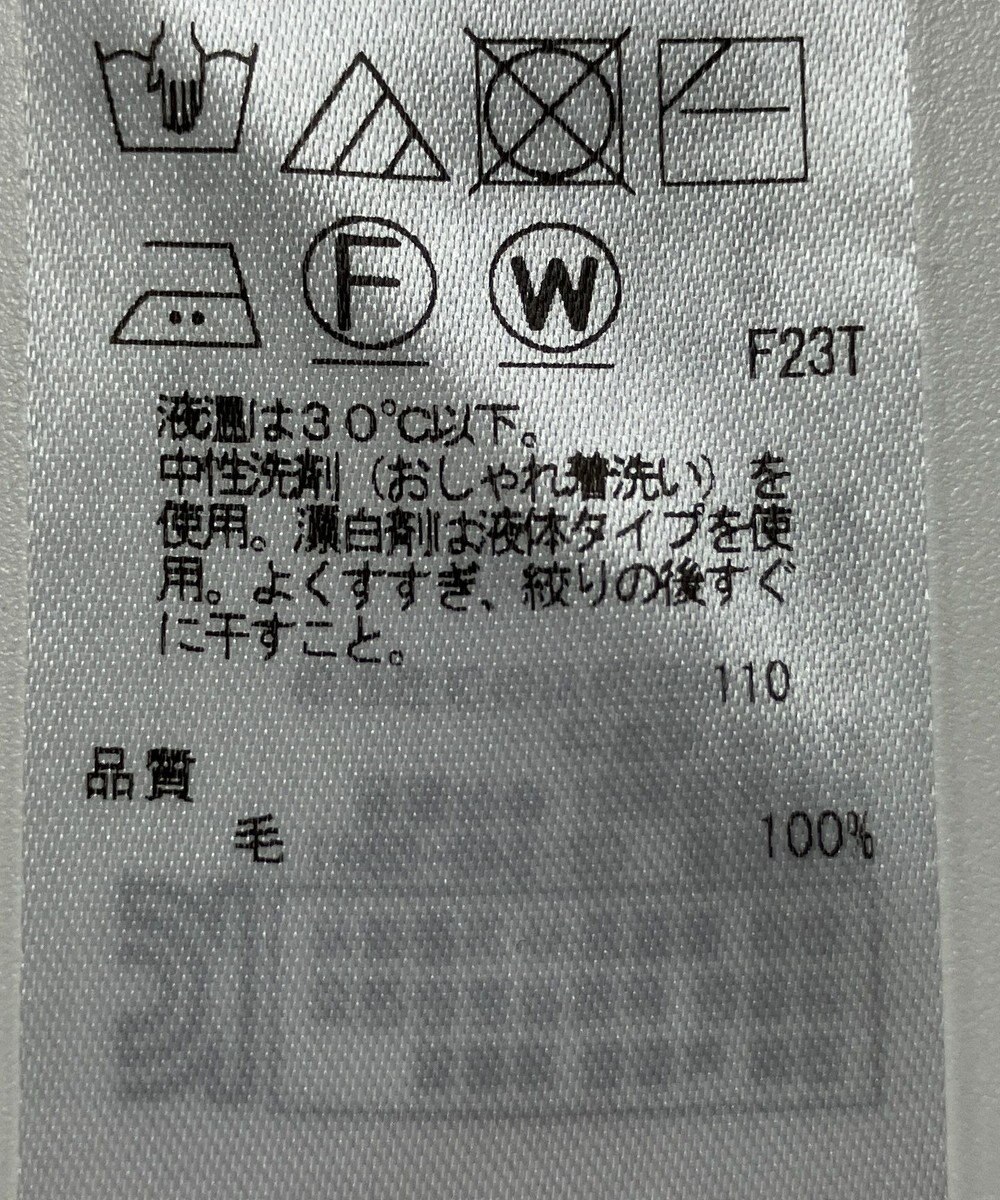 F
W
F23T
液温は30℃以下。
中性洗剤(おしゃれ着洗い)を
使用。漂白剤は液体タイプを使
用。よくすすぎ、絞りの後すぐ
に干すこと。
110
品質
毛 100%